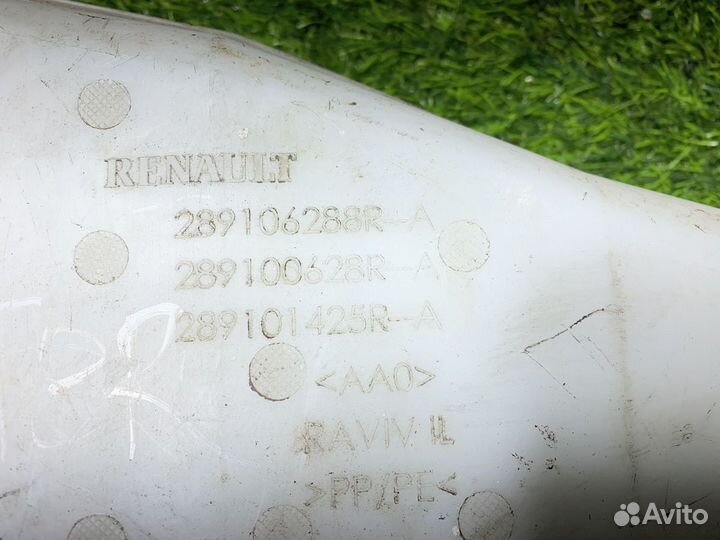 RENAULT
289106288R--A
289100628R--A
289101425R--A
<AA0>
RAVIV IL
>PP/PE<
Avito